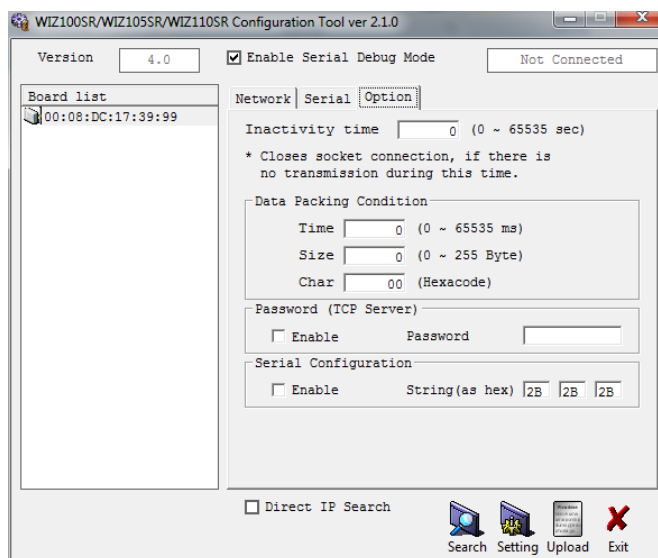 WIZ100SR/WIZ105SR/WIZ110SR Configuration Tool ver 2.1.0
Version 4.0 Enable Serial Debug Mode Not Connected
Board list
00:08:DC:17:39:99
Network Serial Option
Inactivity time 0 (0 ~ 65535 sec)
* Closes socket connection, if there is
no transmission during this time.
Data Packing Condition
Time 0 (0 ~ 65535 ms)
Size 0 (0 ~ 255 Byte)
Char 00 (Hexacode)
Password (TCP Server)
Enable Password
Serial Configuration
Enable String(as hex) 2B 2B 2B
Direct IP Search
Search Setting Upload Exit